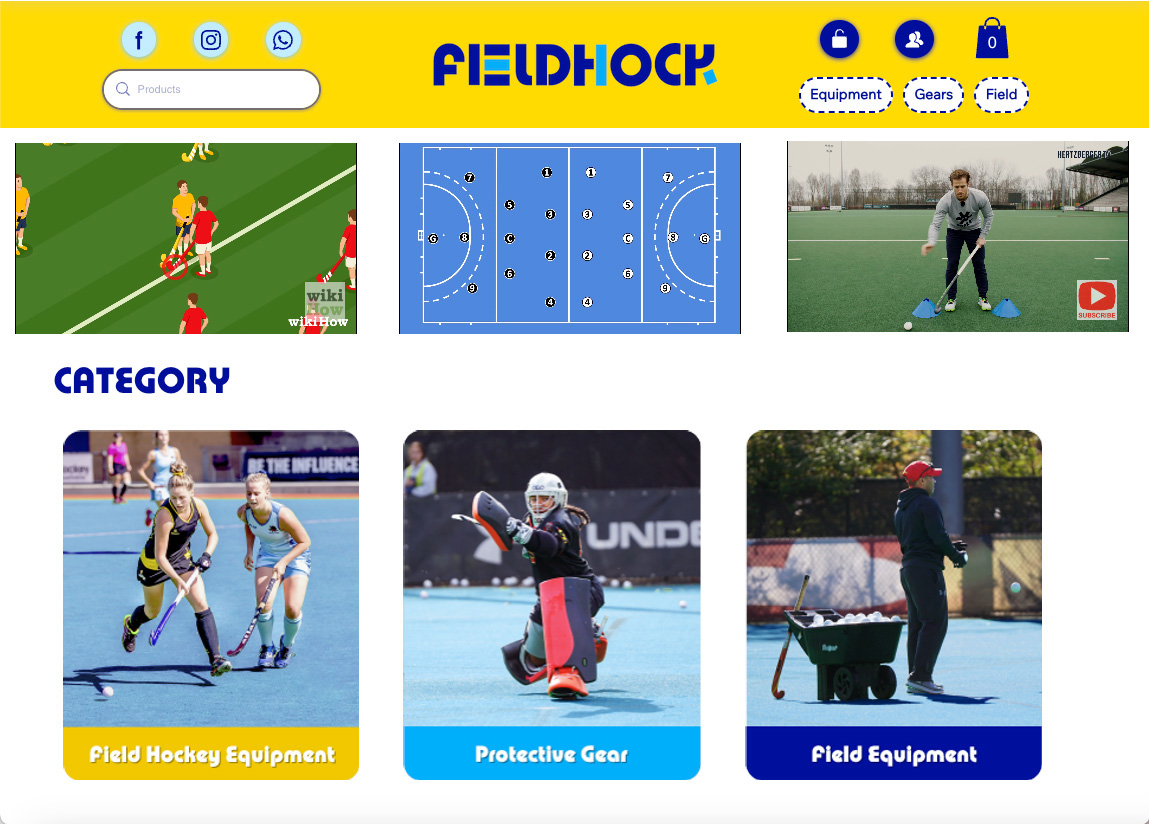 FIELDHOCK
0
Products
Equipment
Gears
Field
wiki
How
wikiHow
7
1
1
7
5
3
3
5
G
8
C
C
8
G
2
2
6
6
9
4
4
9
HERTZBERGER TV
SUBSCRIBE
CATEGORY
BE THE INFLUENCE
UNDE
Field Hockey Equipment
Protective Gear
Field Equipment